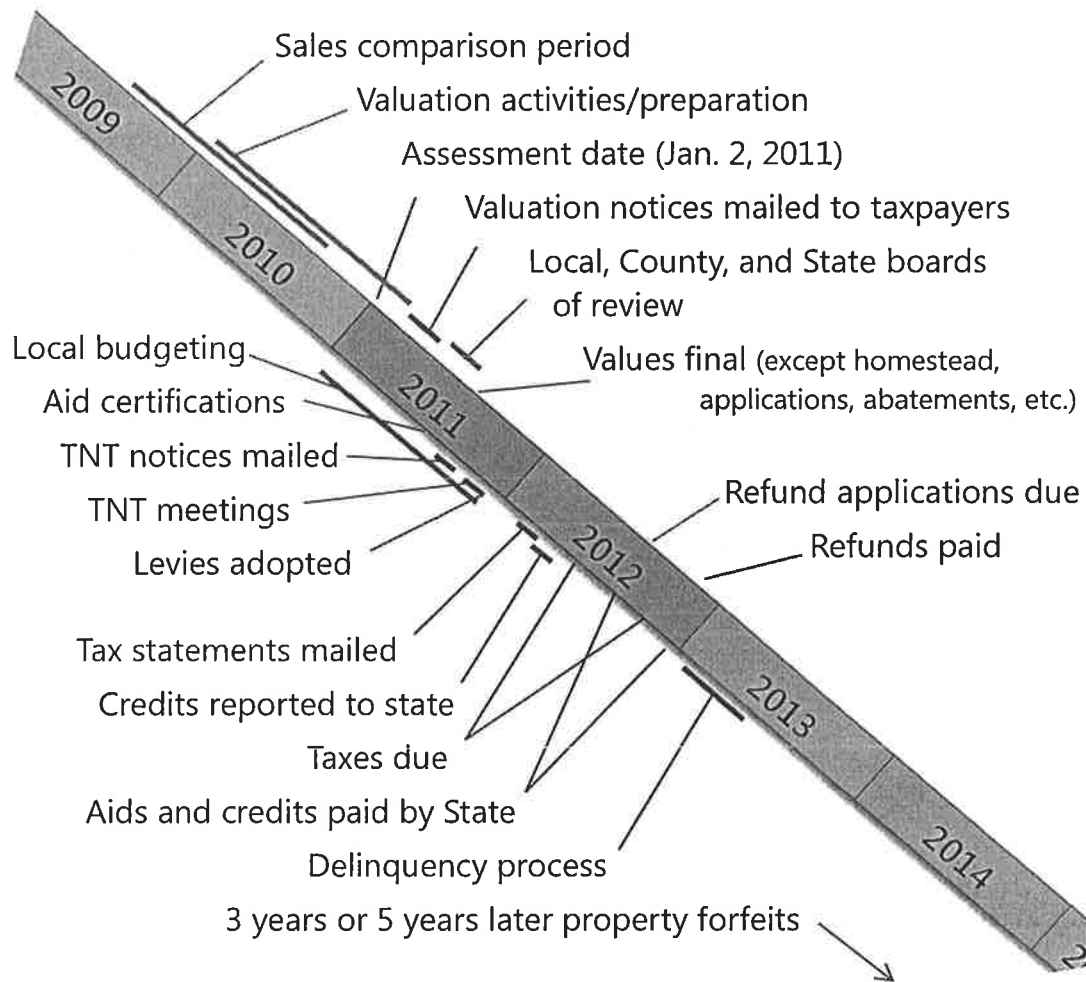 Sales comparison period
2009
Valuation activities/preparation
Assessment date (Jan. 2, 2011)
Valuation notices mailed to taxpayers
2010
Local, County, and State boards
of review
Local budgeting
Values final (except homestead,
applications, abatements, etc.)
Aid certifications
2011
TNT notices mailed
TNT meetings
Levies adopted
Refund applications due
Refunds paid
2012
Tax statements mailed
Credits reported to state
2013
Taxes due
Aids and credits paid by State
Delinquency process
2014
3 years or 5 years later property forfeits